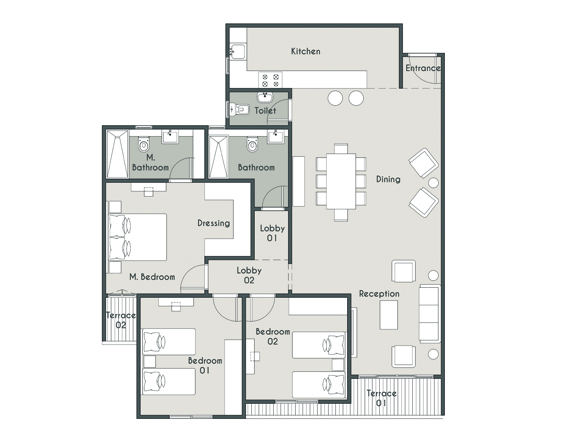 Kitchen
Entrance
Toilet
M.
Bathroom
Bathroom
Dining
Dressing
Lobby
01
M. Bedroom
Lobby
02
Reception
Terrace
02
Bedroom
01
Bedroom
02
Terrace
01